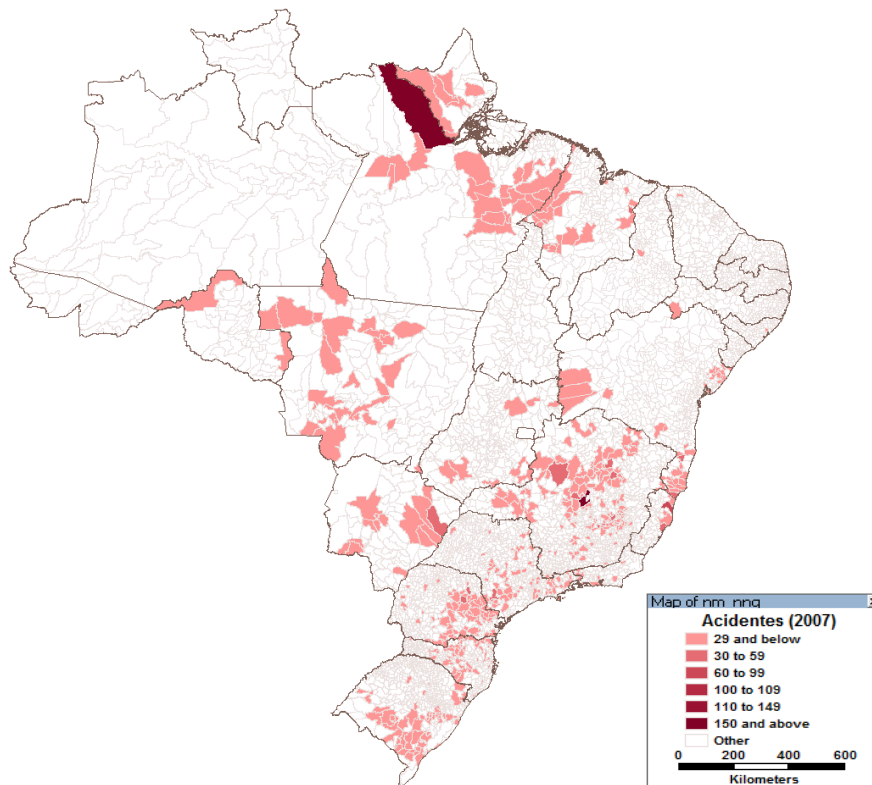 Map of nm_nng
Acidentes (2007)
29 and below
30 to 59
60 to 99
100 to 109
110 to 149
150 and above
Other
0 200 400 600
Kilometers